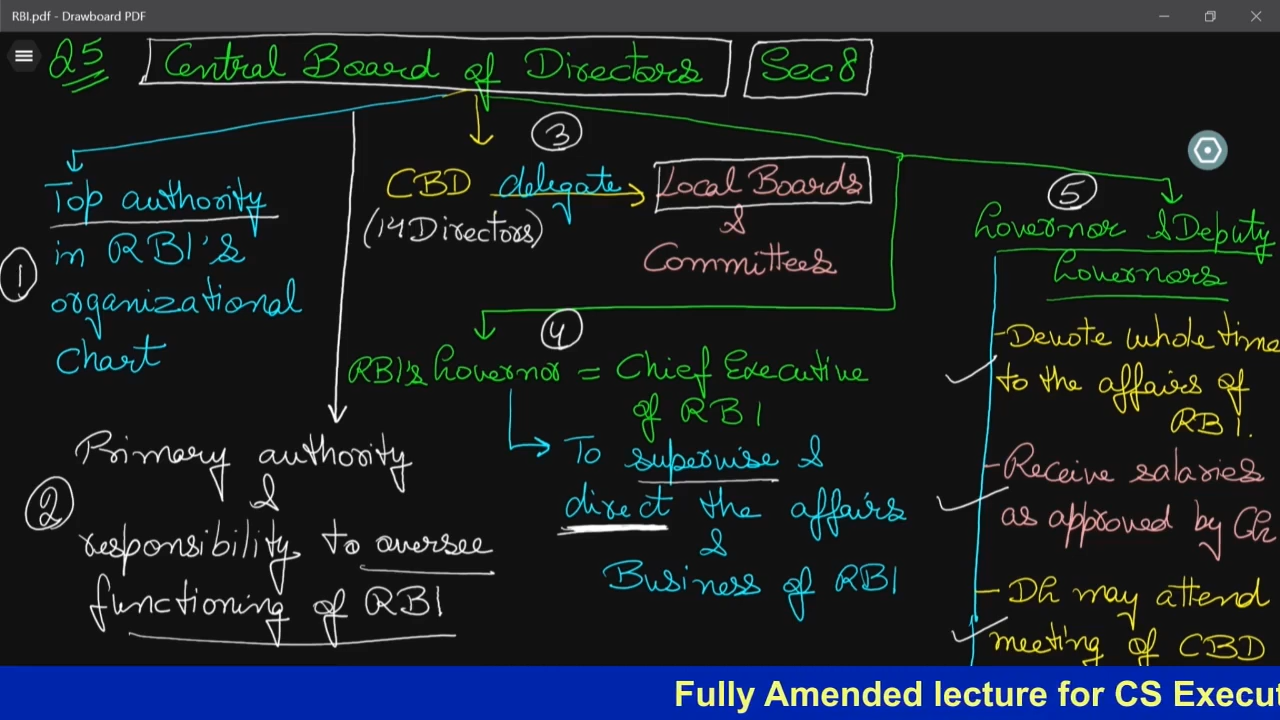 RBI.pdf - Drawboard PDF
Q5 Central Board of Directors Sec 8
1
Top authority
in RBI's
organizational
Chart
2
Primary authority
&
responsibility to oversee
functioning of RBI
3
CBD delegate Local Boards
(14 Directors)
&
Committees
4
RBI's Governor = Chief Executive
of RBI
To supervise &
direct the affairs
&
Business of RBI
5
Governor & Deputy
Governors
- Devote whole time
to the affairs of
RBI.
- Receive salaries
as approved by CG
- DG may attend
meeting of CBD
Fully Amended lecture for CS Execut